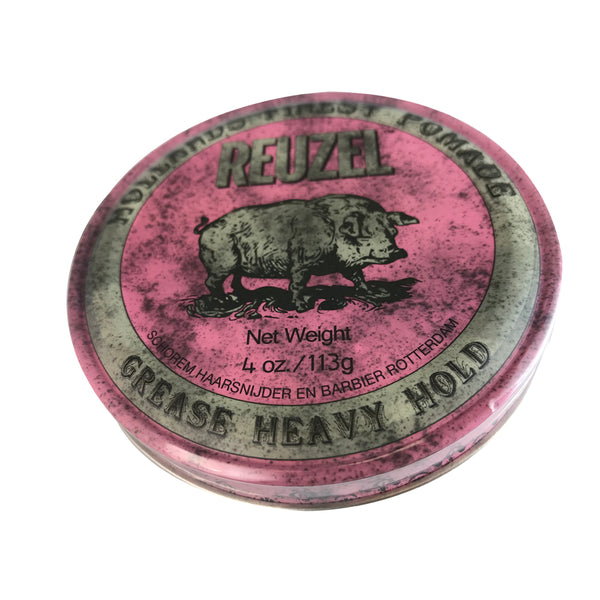 HOLLANDS FINEST POMADE
REUZEL
Net Weight
4 oz./113g
SCHOREM HAARSNIJDER EN BARBIER ROTTERDAM
GREASE HEAVY HOLD